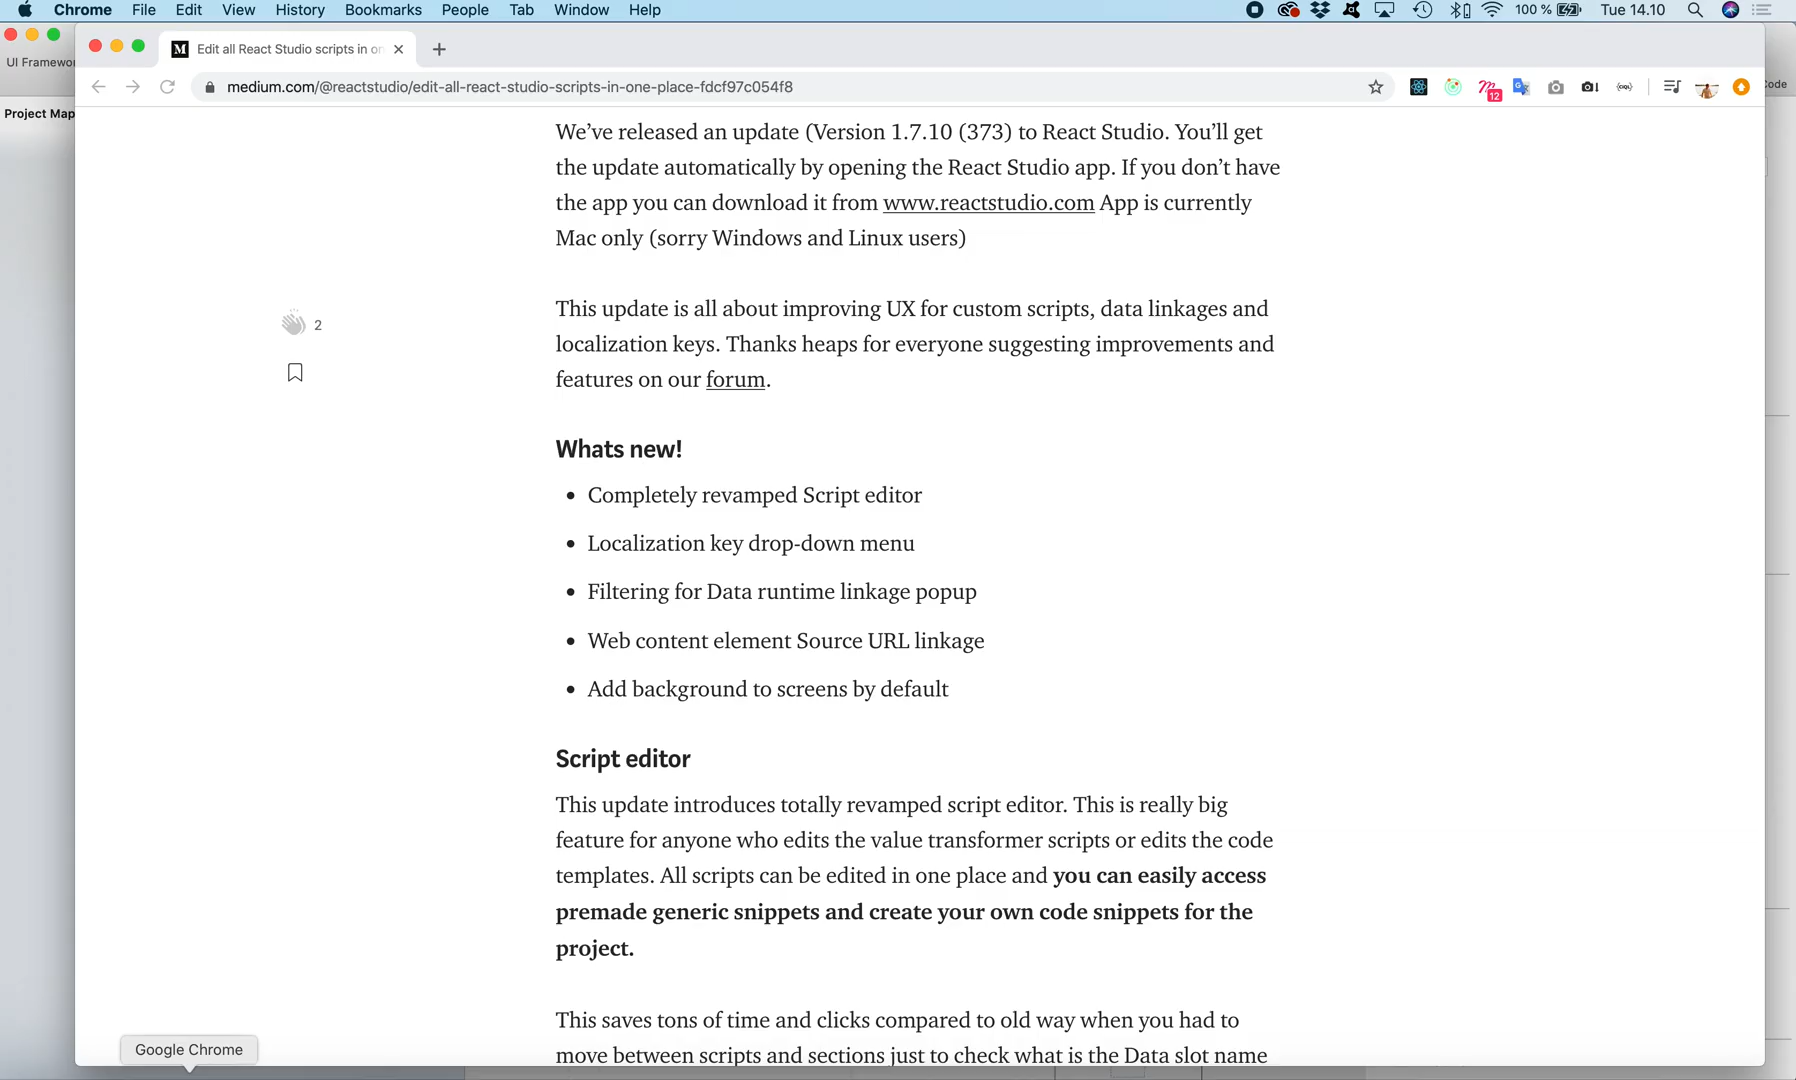 Chrome File Edit View History Bookmarks People Tab Window Help 100 % Tue 14.10
UI Framewor
Edit all React Studio scripts in on
medium.com/@reactstudio/edit-all-react-studio-scripts-in-one-place-fdcf97c054f8
12
Code
Project Map
We’ve released an update (Version 1.7.10 (373) to React Studio. You’ll get
the update automatically by opening the React Studio app. If you don’t have
the app you can download it from www.reactstudio.com App is currently
Mac only (sorry Windows and Linux users)
This update is all about improving UX for custom scripts, data linkages and
localization keys. Thanks heaps for everyone suggesting improvements and
features on our forum.
2
Whats new!
• Completely revamped Script editor
• Localization key drop-down menu
• Filtering for Data runtime linkage popup
• Web content element Source URL linkage
• Add background to screens by default
Script editor
This update introduces totally revamped script editor. This is really big
feature for anyone who edits the value transformer scripts or edits the code
templates. All scripts can be edited in one place and you can easily access
premade generic snippets and create your own code snippets for the
project.
This saves tons of time and clicks compared to old way when you had to
move between scripts and sections just to check what is the Data slot name
Google Chrome